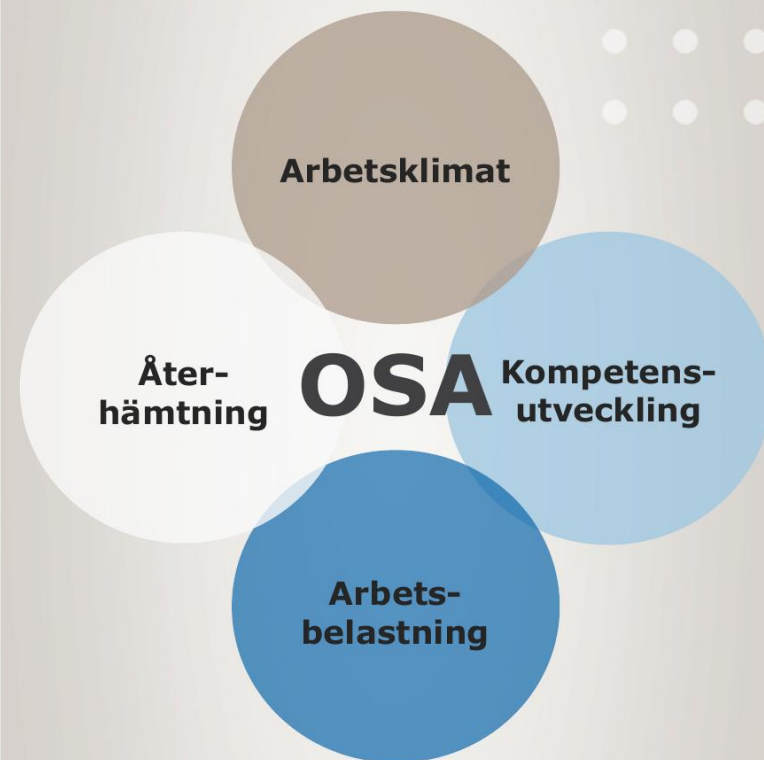 Arbetsklimat
Åter-
hämtning
OSA
Kompetens-
utveckling
Arbets-
belastning